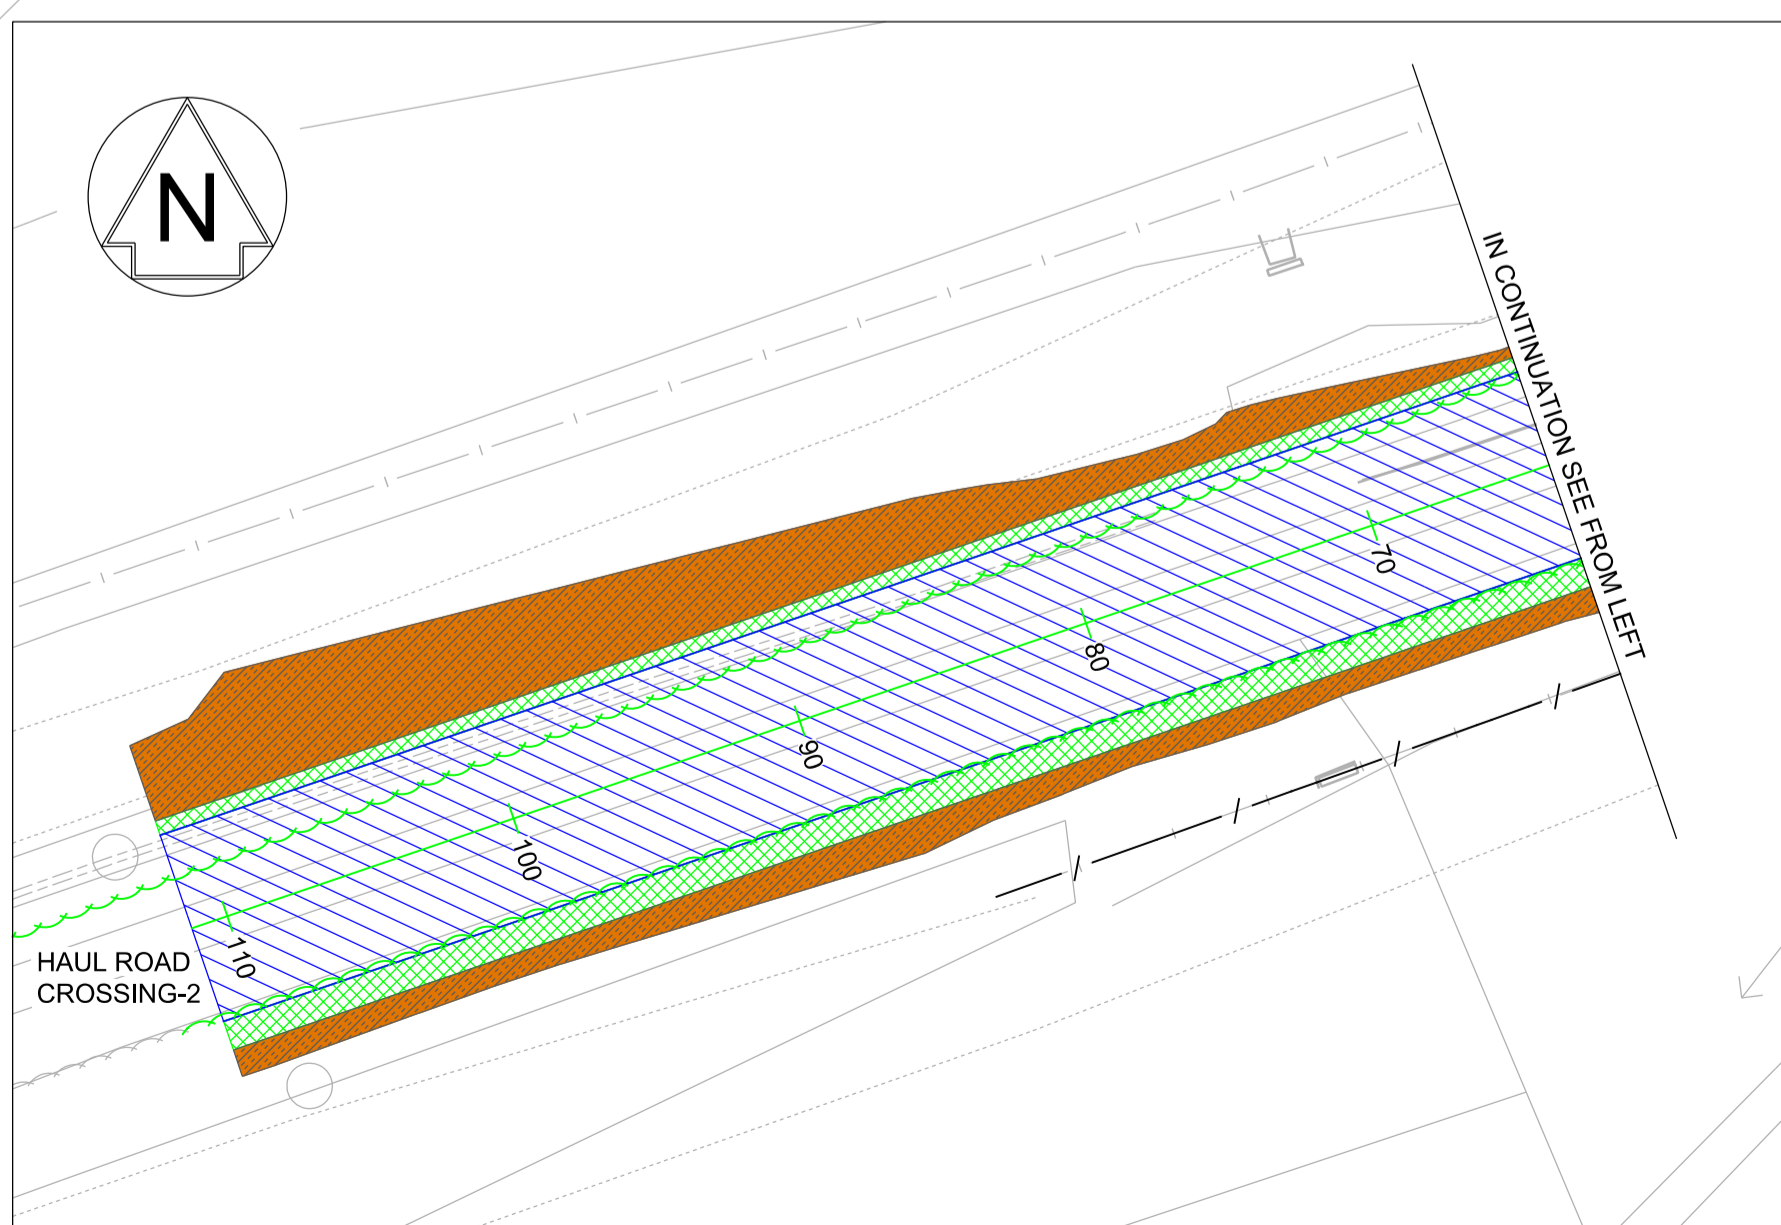 N
IN CONTINUATION SEE FROM LEFT
70
80
90
100
110
HAUL ROAD
CROSSING-2